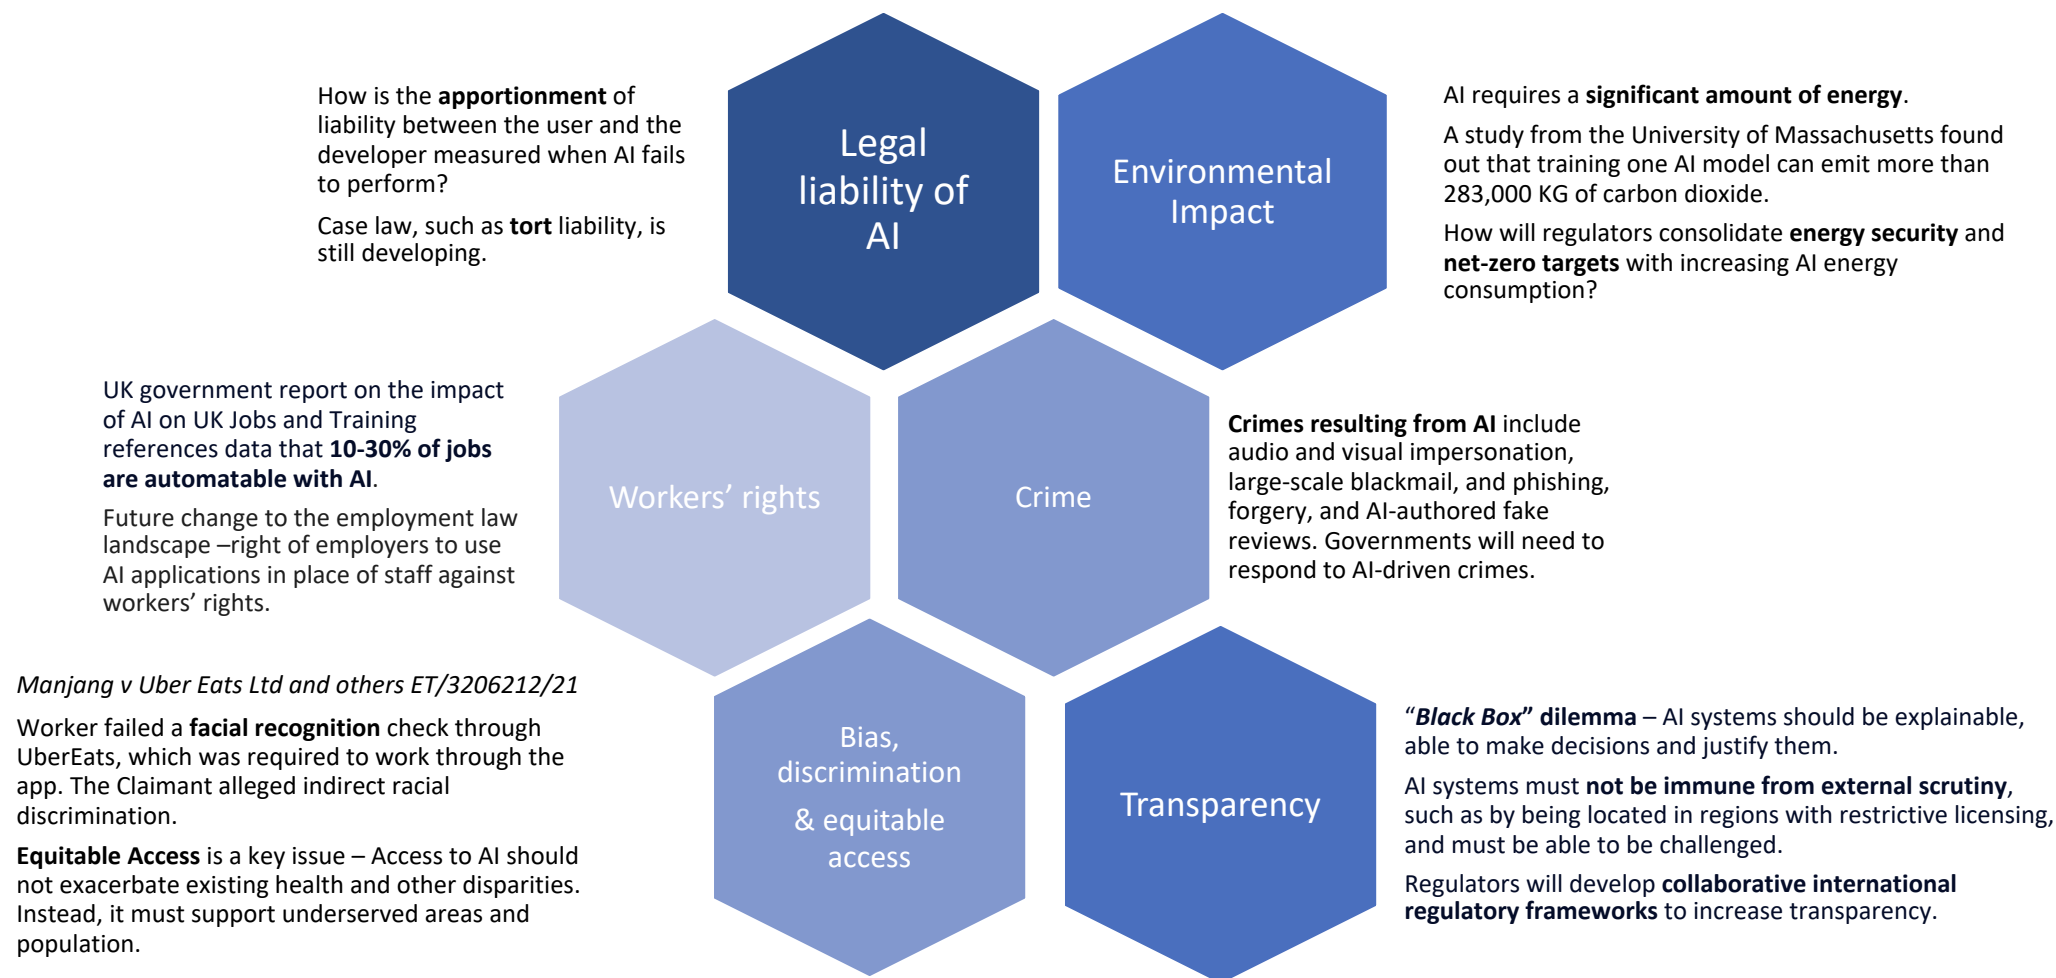 How is the apportionment of
liability between the user and the
developer measured when AI fails
to perform?
Case law, such as tort liability, is
still developing.
Legal
liability of
AI
Environmental
Impact
AI requires a significant amount of energy.
A study from the University of Massachusetts found
out that training one AI model can emit more than
283,000 KG of carbon dioxide.
How will regulators consolidate energy security and
net-zero targets with increasing AI energy
consumption?
UK government report on the impact
of AI on UK Jobs and Training
references data that 10-30% of jobs
are automatable with AI.
Future change to the employment law
landscape –right of employers to use
AI applications in place of staff against
workers’ rights.
Workers’ rights
Crime
Crimes resulting from AI include
audio and visual impersonation,
large-scale blackmail, and phishing,
forgery, and AI-authored fake
reviews. Governments will need to
respond to AI-driven crimes.
Manjang v Uber Eats Ltd and others ET/3206212/21
Worker failed a facial recognition check through
UberEats, which was required to work through the
app. The Claimant alleged indirect racial
discrimination.
Equitable Access is a key issue – Access to AI should
not exacerbate existing health and other disparities.
Instead, it must support underserved areas and
population.
Bias,
discrimination
& equitable
access
Transparency
“Black Box” dilemma – AI systems should be explainable,
able to make decisions and justify them.
AI systems must not be immune from external scrutiny,
such as by being located in regions with restrictive licensing,
and must be able to be challenged.
Regulators will develop collaborative international
regulatory frameworks to increase transparency.